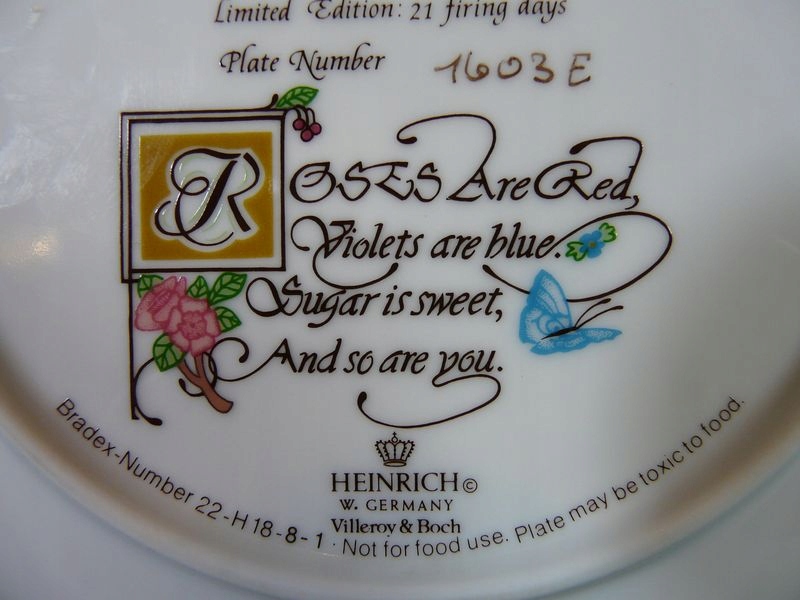 Limited Edition: 21 firing days
Plate Number 1603 E
ROSES Are Red,
Violets are blue.
Sugar is sweet,
And so are you.
HEINRICH ©
W. GERMANY
Villeroy & Boch
Bradex-Number 22-H18-8-1 · Not for food use. Plate may be toxic to food.